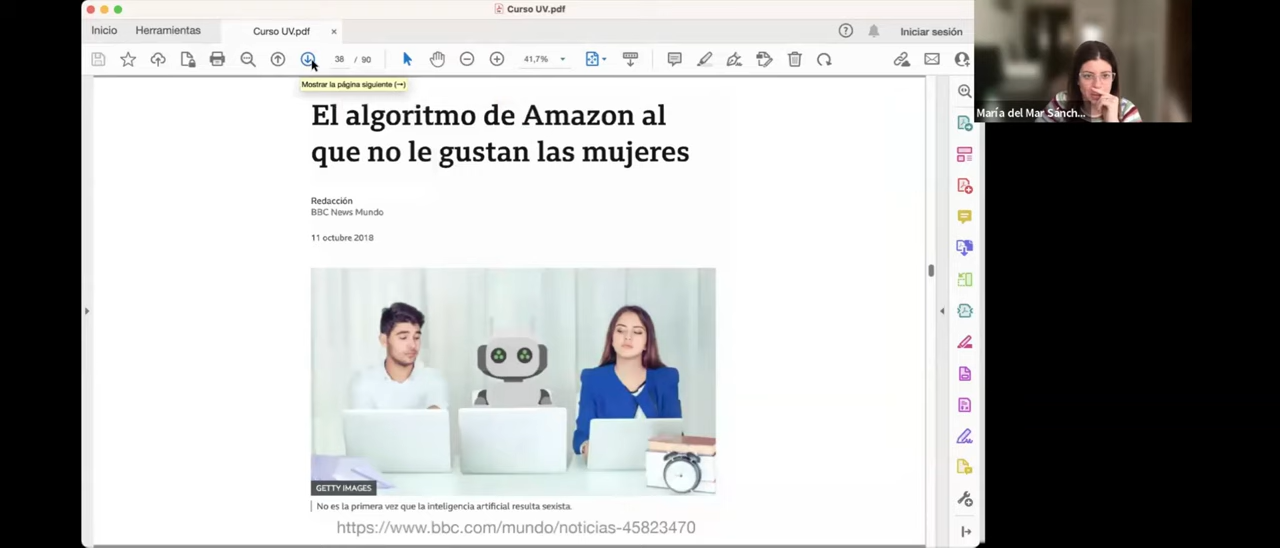 Curso UV.pdf
Inicio
Herramientas
Curso UV.pdf
Iniciar sesión
38 / 90
41,7%
Mostrar la página siguiente (→)
María del Mar Sánch...
El algoritmo de Amazon al
que no le gustan las mujeres
Redacción
BBC News Mundo
11 octubre 2018
GETTY IMAGES
No es la primera vez que la inteligencia artificial resulta sexista.
https://www.bbc.com/mundo/noticias-45823470